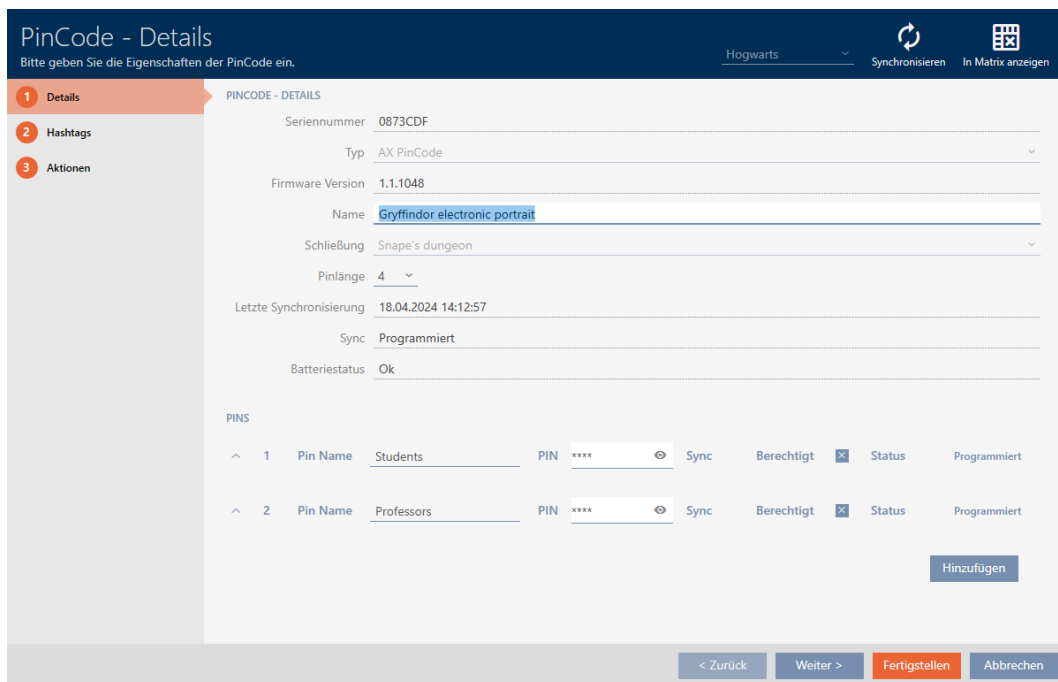 PinCode - Details
Bitte geben Sie die Eigenschaften der PinCode ein.
Hogwarts
Synchronisieren
In Matrix anzeigen
1 Details
2 Hashtags
3 Aktionen
PINCODE - DETAILS
Seriennummer 0873CDF
Typ AX PinCode
Firmware Version 1.1.1048
Name Gryffindor electronic portrait
Schließung Snape's dungeon
Pinlänge 4
Letzte Synchronisierung 18.04.2024 14:12:57
Sync Programmiert
Batteriestatus Ok
PINS
1 Pin Name Students PIN **** Sync Berechtigt Status Programmiert
2 Pin Name Professors PIN **** Sync Berechtigt Status Programmiert
Hinzufügen
< Zurück Weiter > Fertigstellen Abbrechen